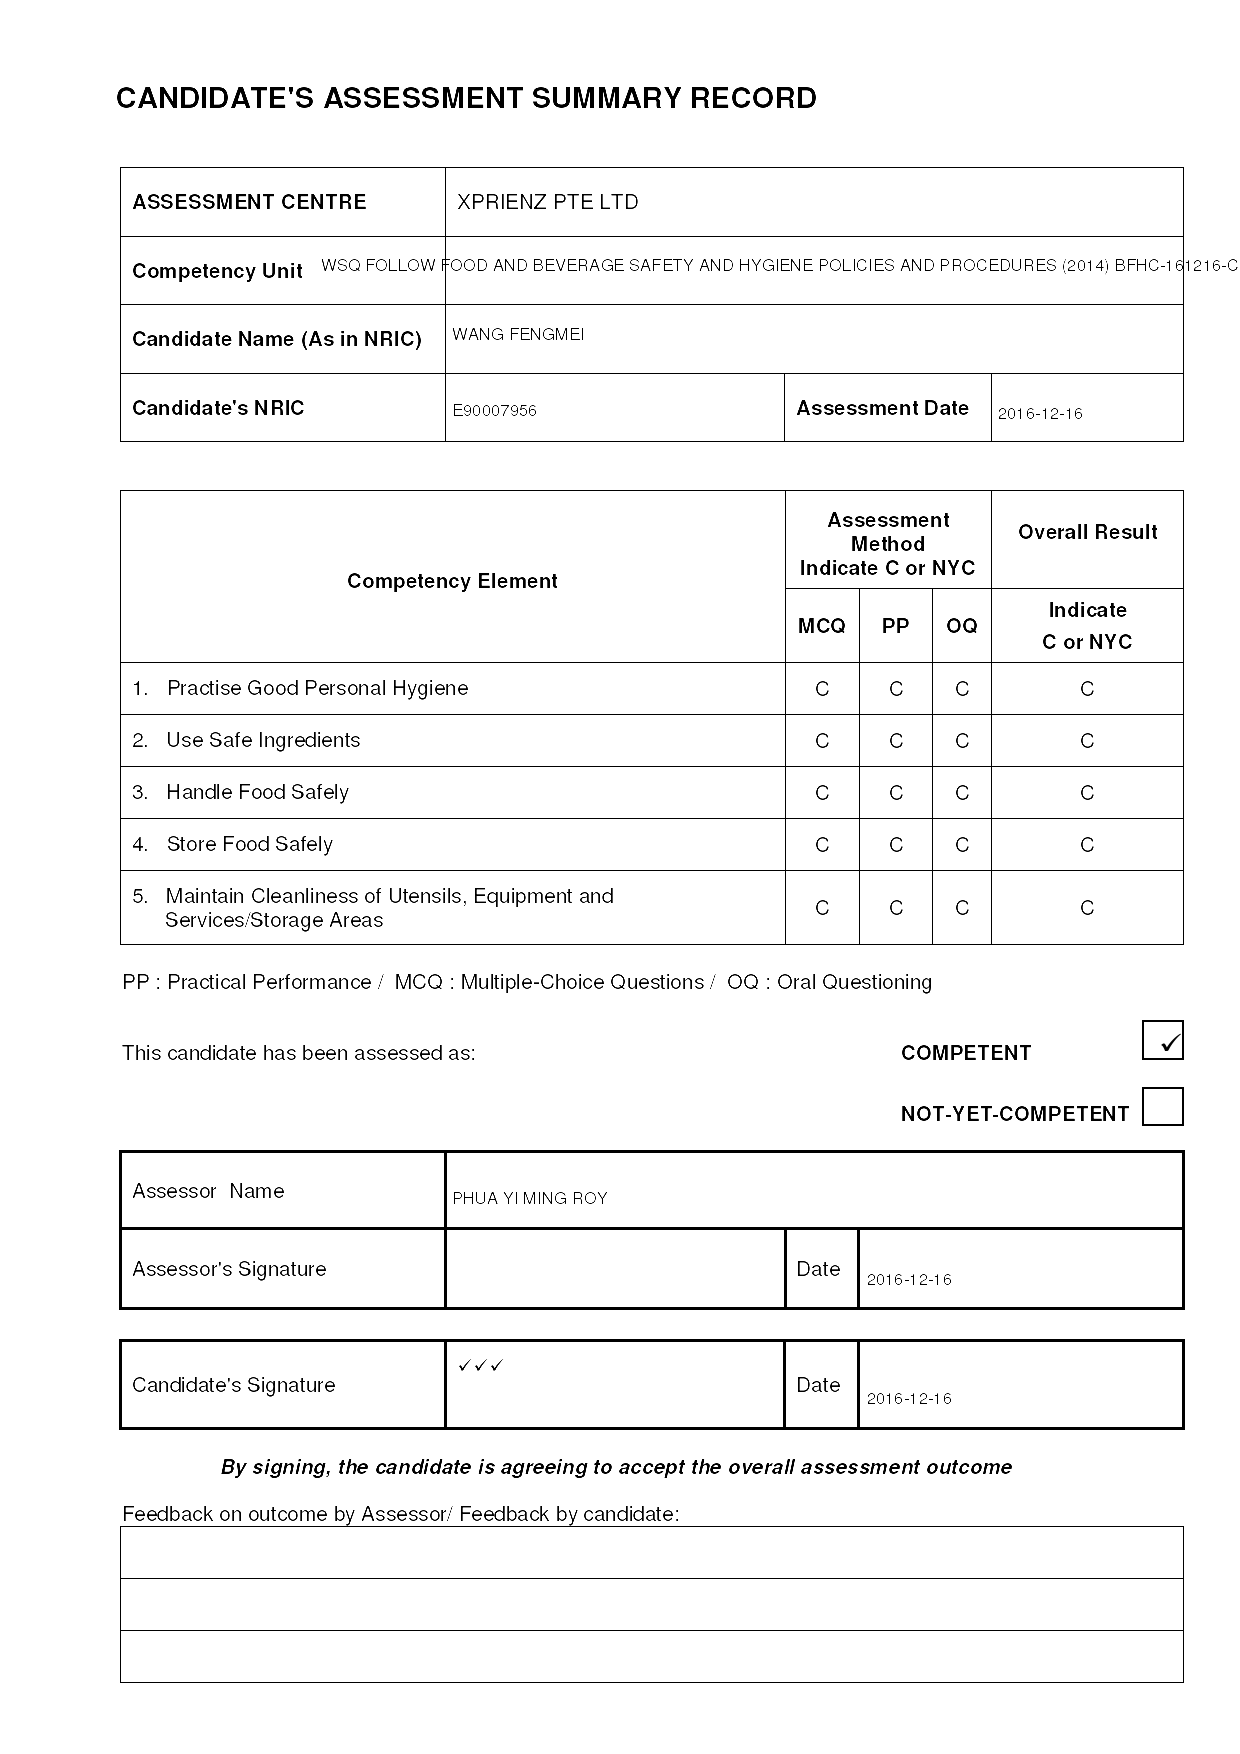 CANDIDATE'S ASSESSMENT SUMMARY RECORD
ASSESSMENT CENTRE XPRIENZ PTE LTD
Competency Unit WSQ FOLLOW FOOD AND BEVERAGE SAFETY AND HYGIENE POLICIES AND PROCEDURES (2014) BFHC-161216-C
Candidate Name (As in NRIC) WANG FENGMEI
Candidate's NRIC E90007956 Assessment Date 2016-12-16
Competency Element
Assessment
Method
Indicate C or NYC
Overall Result
MCQ PP OQ
Indicate
C or NYC
1. Practise Good Personal Hygiene C C C C
2. Use Safe Ingredients C C C C
3. Handle Food Safely C C C C
4. Store Food Safely C C C C
5. Maintain Cleanliness of Utensils, Equipment and
Services/Storage Areas C C C C
PP : Practical Performance / MCQ : Multiple-Choice Questions / OQ : Oral Questioning
This candidate has been assessed as: COMPETENT ✓
NOT-YET-COMPETENT
Assessor Name PHUA YI MING ROY
Assessor's Signature Date 2016-12-16
Candidate's Signature ✓✓✓ Date 2016-12-16
By signing, the candidate is agreeing to accept the overall assessment outcome
Feedback on outcome by Assessor/ Feedback by candidate: